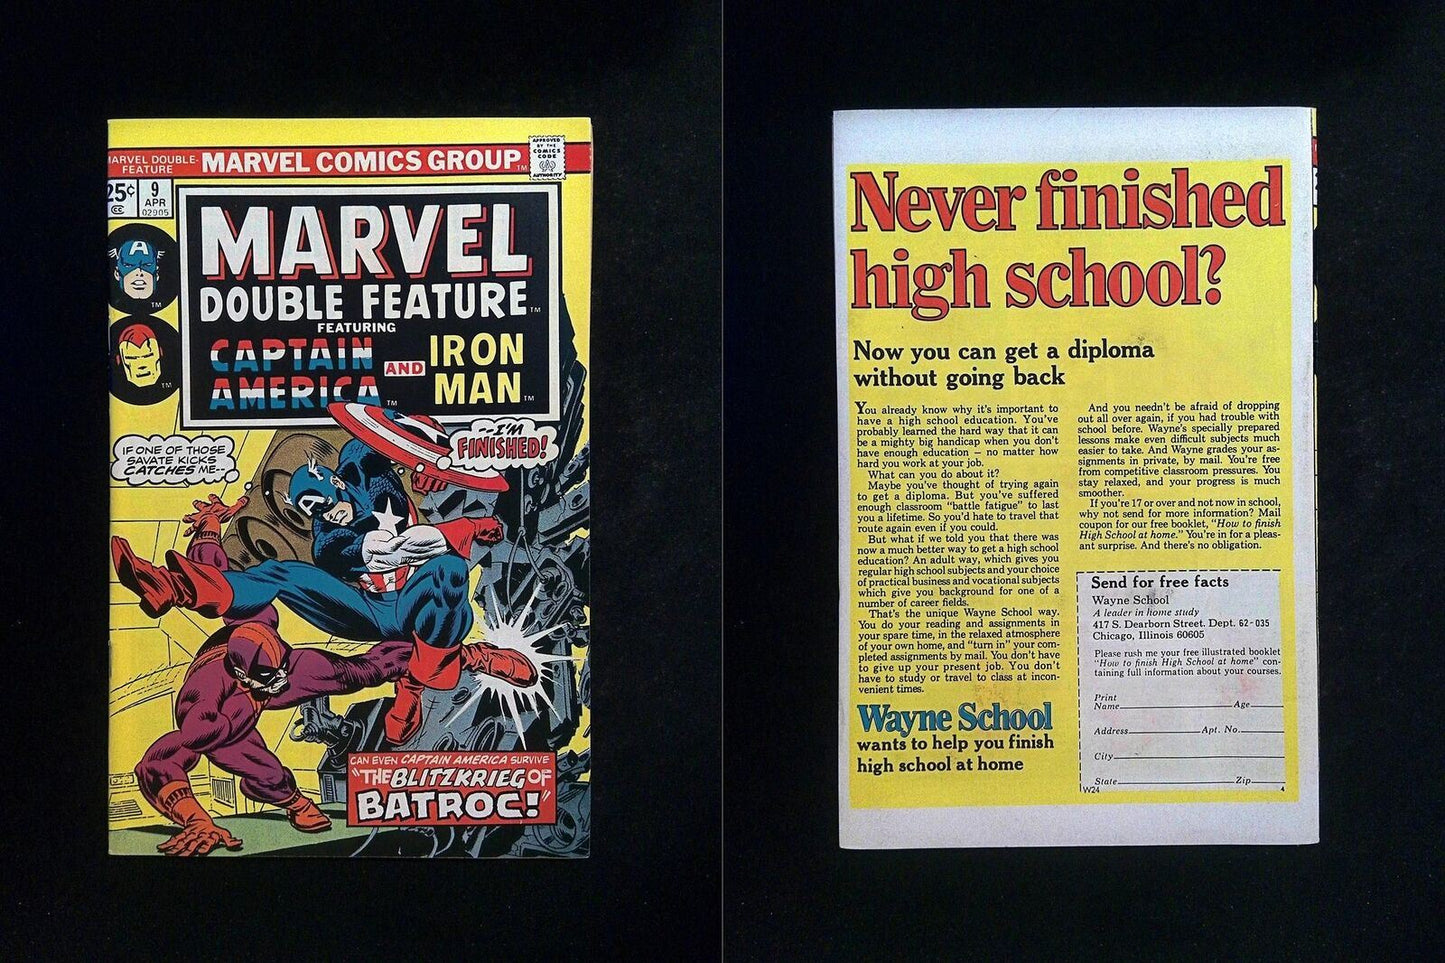 MARVEL DOUBLE-
FEATURE
MARVEL COMICS GROUP TM
APPROVED
BY THE
COMICS
CODE
AUTHORITY
25¢
CC
9
APR
02905
MARVEL
DOUBLE FEATURE TM
FEATURING
CAPTAIN
AMERICA TM
AND
IRON
MAN TM
A
TM
TM
IF ONE OF THOSE
SAVATE KICKS
CATCHES ME--
--I'M
FINISHED!
A
CAN EVEN CAPTAIN AMERICA SURVIVE
"THE BLITZKRIEG OF
BATROC!"
Never finished
high school?
Now you can get a diploma
without going back
You already know why it's important to
have a high school education. You've
probably learned the hard way that it can
be a mighty big handicap when you don't
have enough education – no matter how
hard you work at your job.
What can you do about it?
Maybe you've thought of trying again
to get a diploma. But you've suffered
enough classroom "battle fatigue" to last
you a lifetime. So you'd hate to travel that
route again even if you could.
But what if we told you that there was
now a much better way to get a high school
education? An adult way, which gives you
regular high school subjects and your choice
of practical business and vocational subjects
which give you background for one of a
number of career fields.
That's the unique Wayne School way.
You do your reading and assignments in
your spare time, in the relaxed atmosphere
of your own home, and "turn in" your com-
pleted assignments by mail. You don't have
to give up your present job. You don't
have to study or travel to class at incon-
venient times.
Wayne School
wants to help you finish
high school at home
And you needn't be afraid of dropping
out all over again, if you had trouble with
school before. Wayne's specially prepared
lessons make even difficult subjects much
easier to take. And Wayne grades your as-
signments in private, by mail. You're free
from competitive classroom pressures. You
stay relaxed, and your progress is much
smoother.
If you're 17 or over and not now in school,
why not send for more information? Mail
coupon for our free booklet, "How to finish
High School at home." You're in for a pleas-
ant surprise. And there's no obligation.
Send for free facts
Wayne School
A leader in home study
417 S. Dearborn Street. Dept. 62-035
Chicago, Illinois 60605
Please rush me your free illustrated booklet
"How to finish High School at home" con-
taining full information about your courses.
Print
Name Age
Address Apt. No.
City
State Zip
W24 4